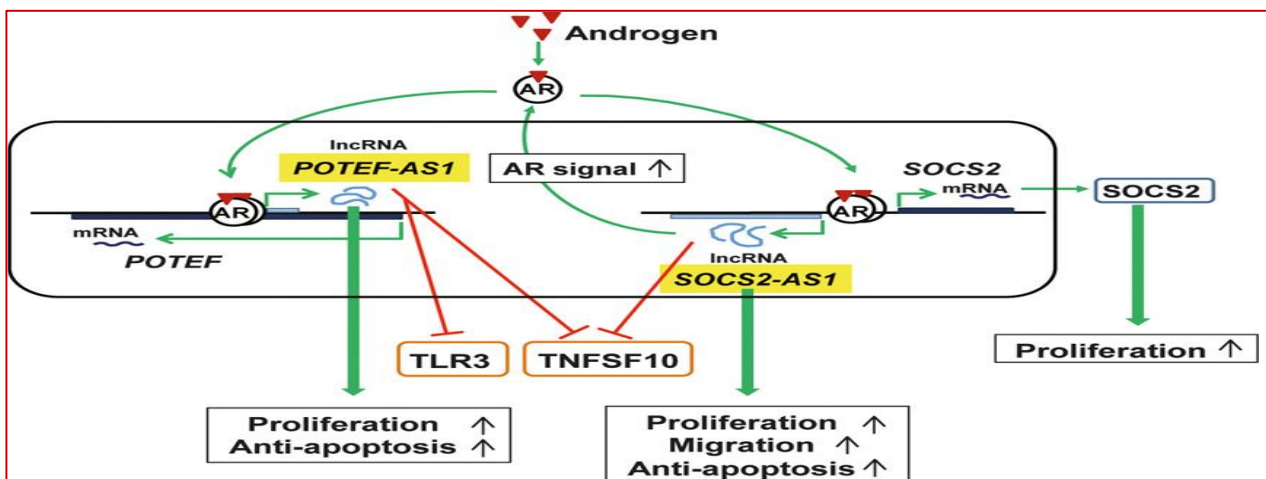 Androgen
AR
lncRNA
POTEF-AS1
AR signal ↑
SOCS2
mRNA
SOCS2
AR
AR
mRNA
POTEF
lncRNA
SOCS2-AS1
TLR3
TNFSF10
Proliferation ↑
Proliferation ↑
Anti-apoptosis ↑
Proliferation ↑
Migration ↑
Anti-apoptosis ↑